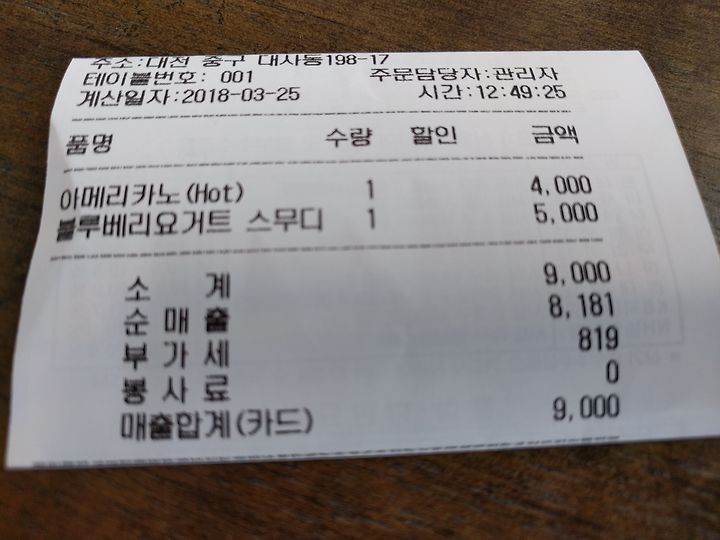 주소:대전 중구 대사동198-17
테이블번호: 001 주문담당자:관리자
계산일자:2018-03-25 시간:12:49:25
품명 수량 할인 금액
아메리카노(Hot) 1 4,000
블루베리요거트 스무디 1 5,000
소 계 9,000
순 매 출 8,181
부 가 세 819
봉 사 료 0
매출합계(카드) 9,000